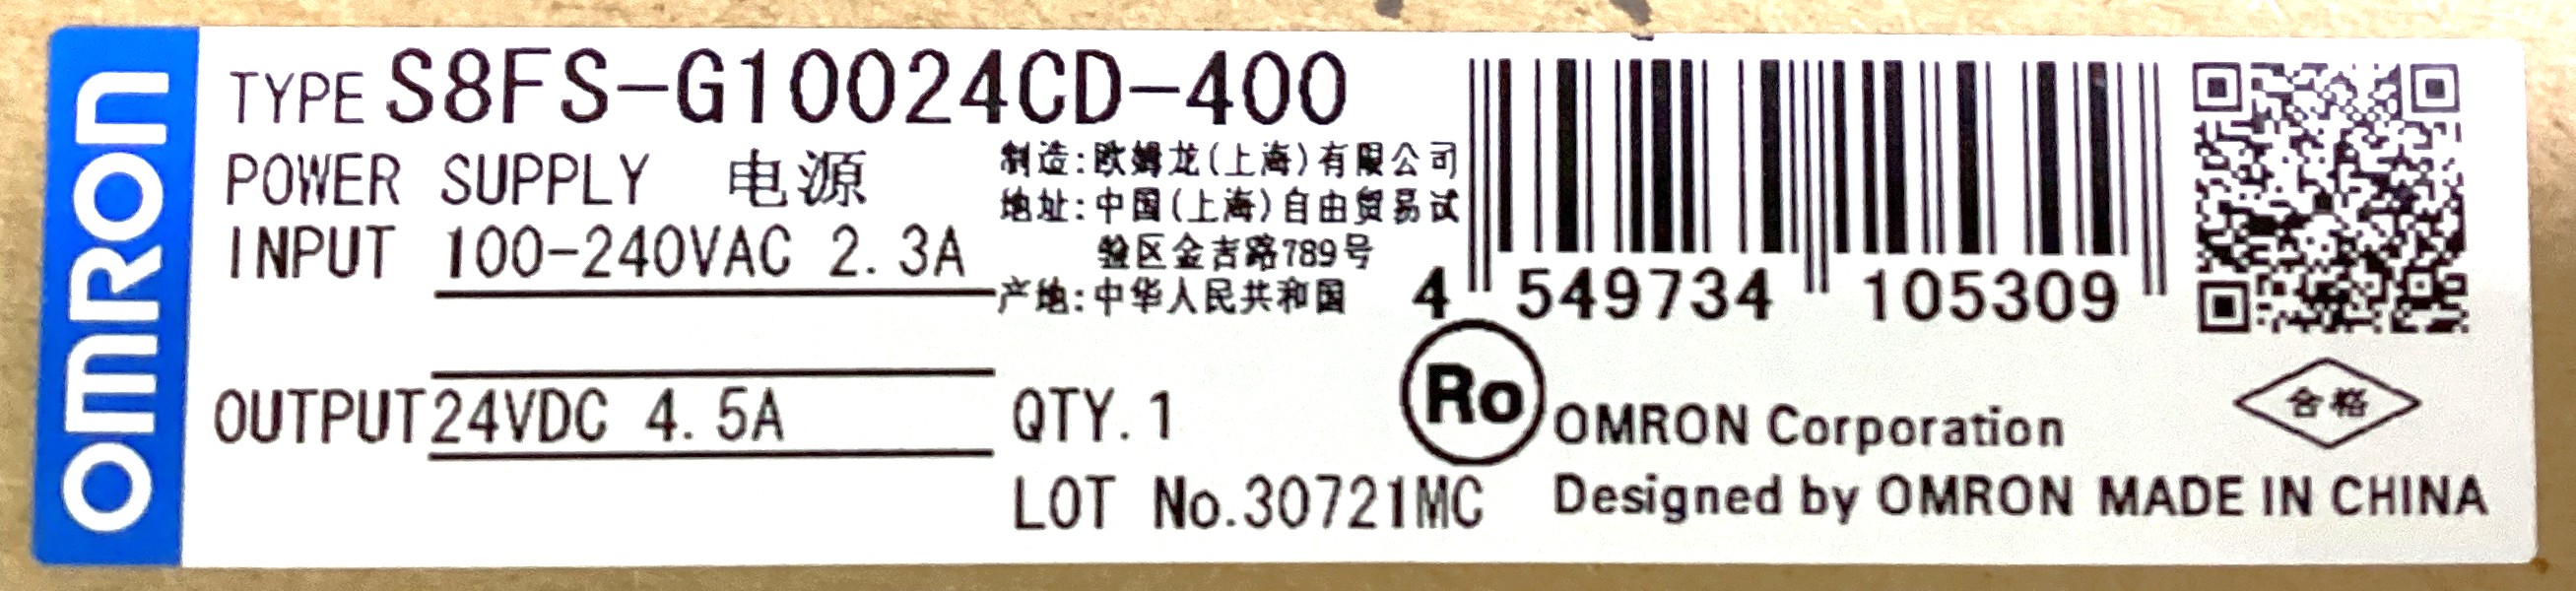 OMRON
TYPE S8FS-G10024CD-400
POWER SUPPLY 电源
INPUT 100-240VAC 2.3A
OUTPUT 24VDC 4.5A
制造:欧姆龙(上海)有限公司
地址:中国(上海)自由贸易试
验区金吉路789号
产地:中华人民共和国
QTY.1
LOT No.30721MC
4 549734 105309
Ro
OMRON Corporation
Designed by OMRON MADE IN CHINA
合格